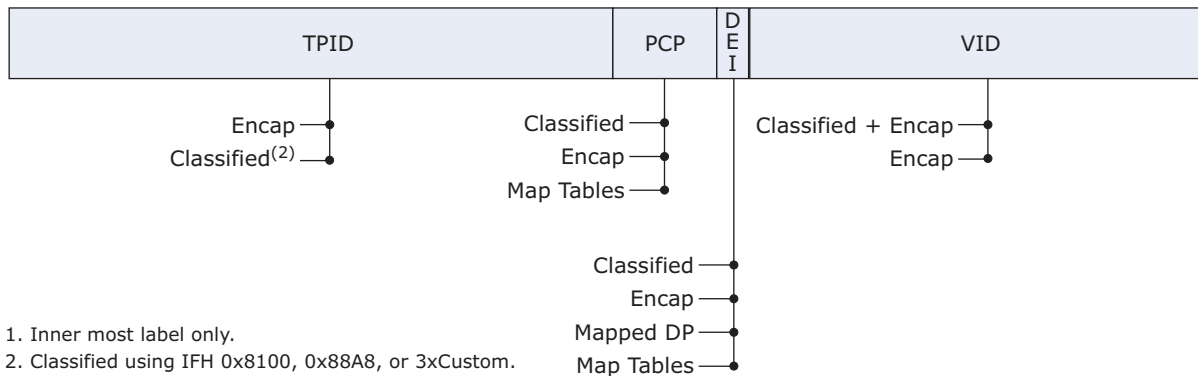 TPID
PCP
DEI
VID
Encap
Classified(2)
Classified
Encap
Map Tables
Classified + Encap
Encap
Classified
Encap
Mapped DP
Map Tables
1. Inner most label only.
2. Classified using IFH 0x8100, 0x88A8, or 3xCustom.